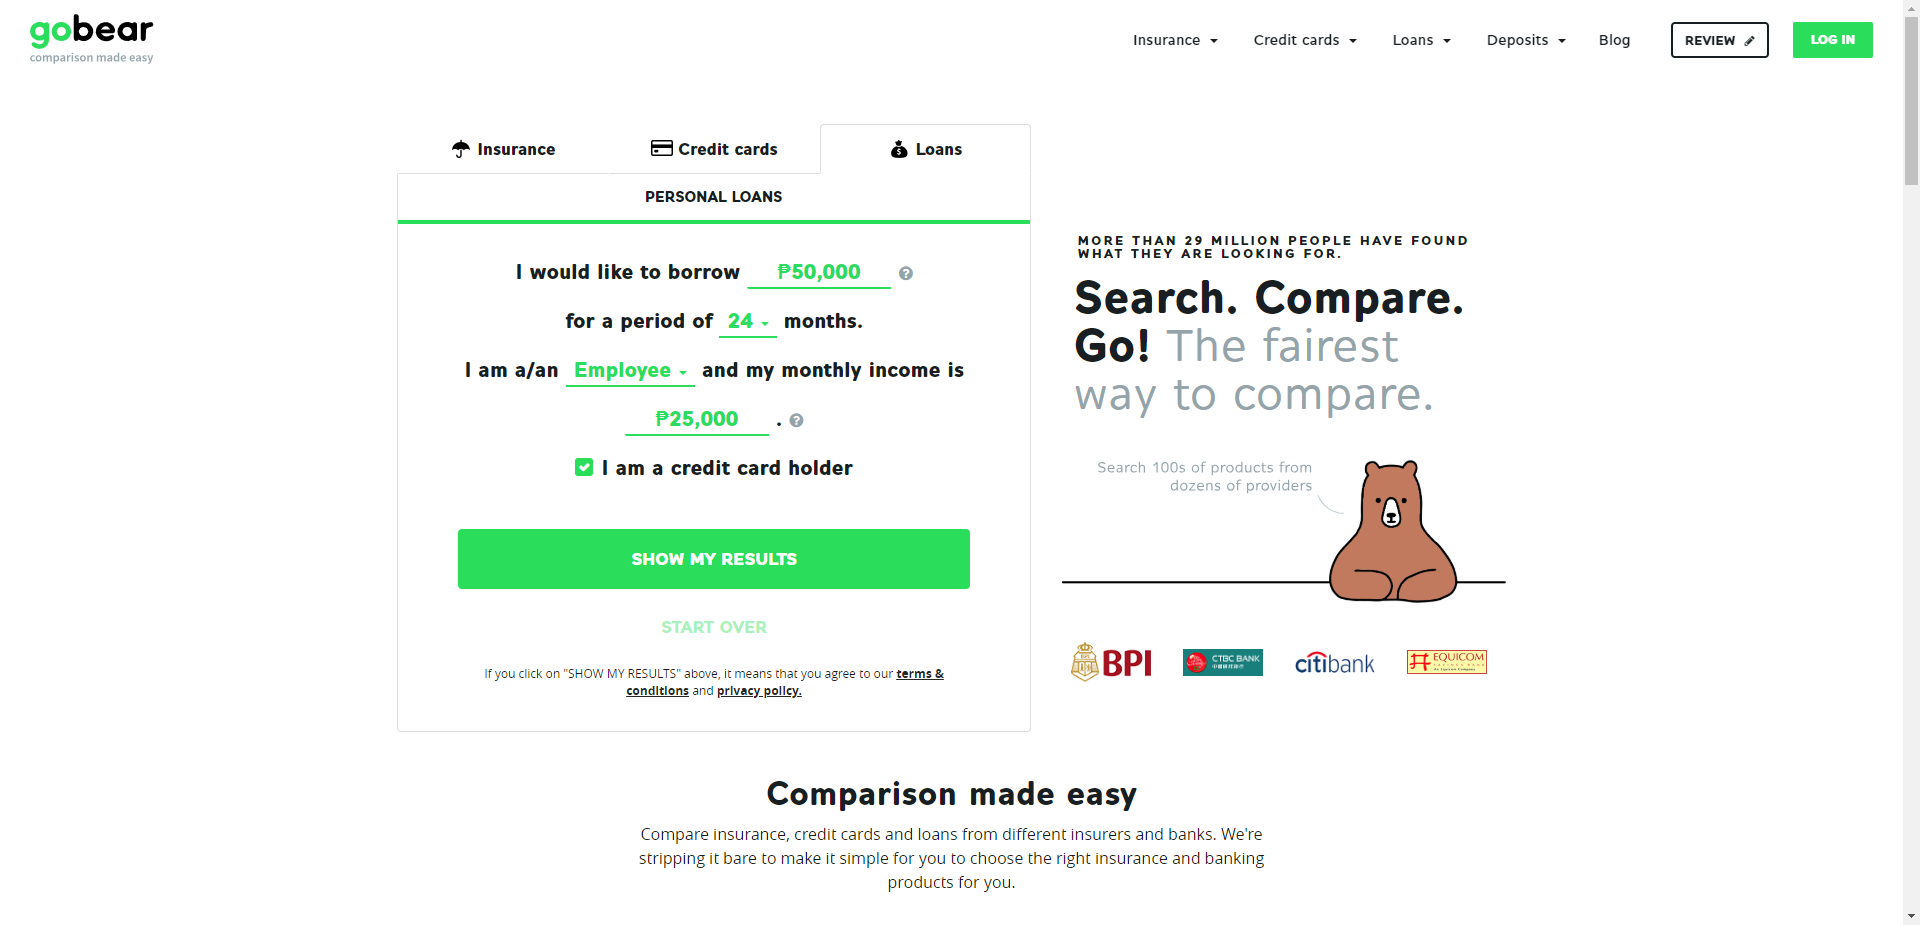 gobear
comparison made easy
Insurance
Credit cards
Loans
Deposits
Blog
REVIEW
LOG IN
Insurance
Credit cards
Loans
PERSONAL LOANS
I would like to borrow ₱50,000 ?
for a period of 24 months.
I am a/an Employee and my monthly income is
₱25,000 . ?
I am a credit card holder
SHOW MY RESULTS
START OVER
If you click on "SHOW MY RESULTS" above, it means that you agree to our terms &
conditions and privacy policy.
MORE THAN 29 MILLION PEOPLE HAVE FOUND
WHAT THEY ARE LOOKING FOR.
Search. Compare.
Go! The fairest
way to compare.
Search 100s of products from
dozens of providers
BPI
CTBC BANK
citibank
EQUICOM
Comparison made easy
Compare insurance, credit cards and loans from different insurers and banks. We're
stripping it bare to make it simple for you to choose the right insurance and banking
products for you.